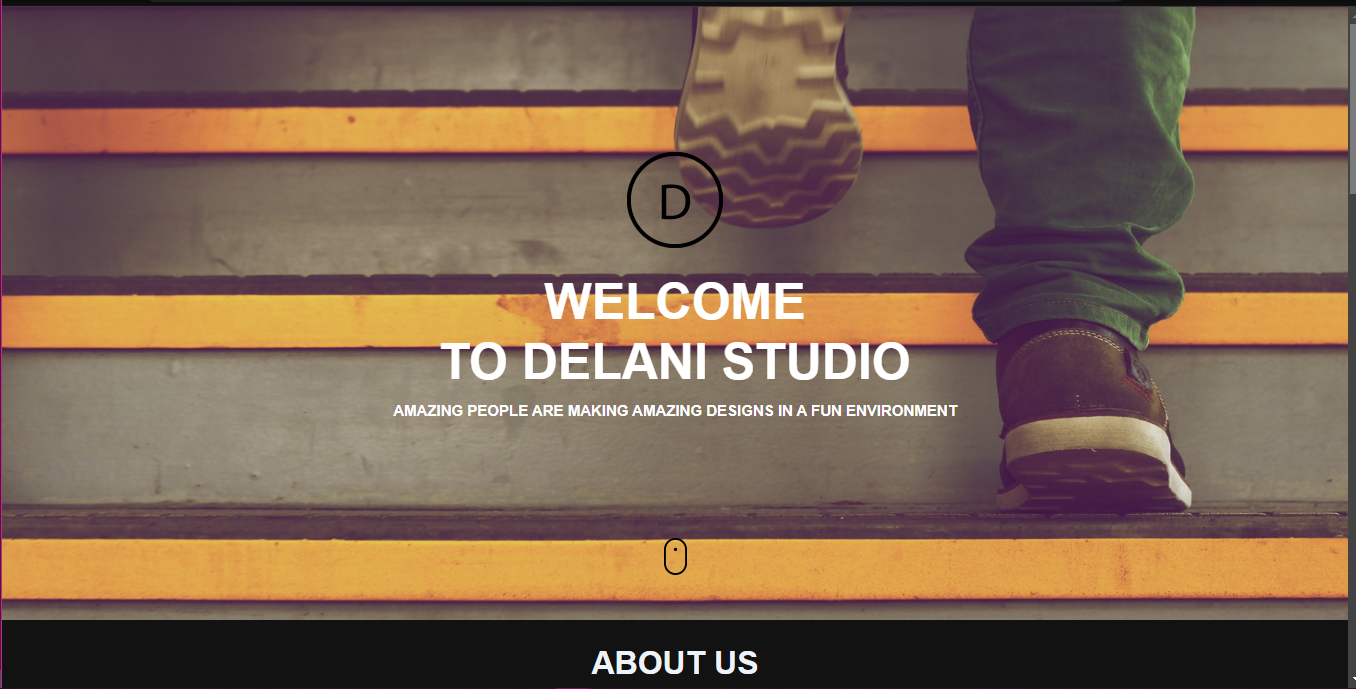 D
WELCOME
TO DELANI STUDIO
AMAZING PEOPLE ARE MAKING AMAZING DESIGNS IN A FUN ENVIRONMENT
ABOUT US